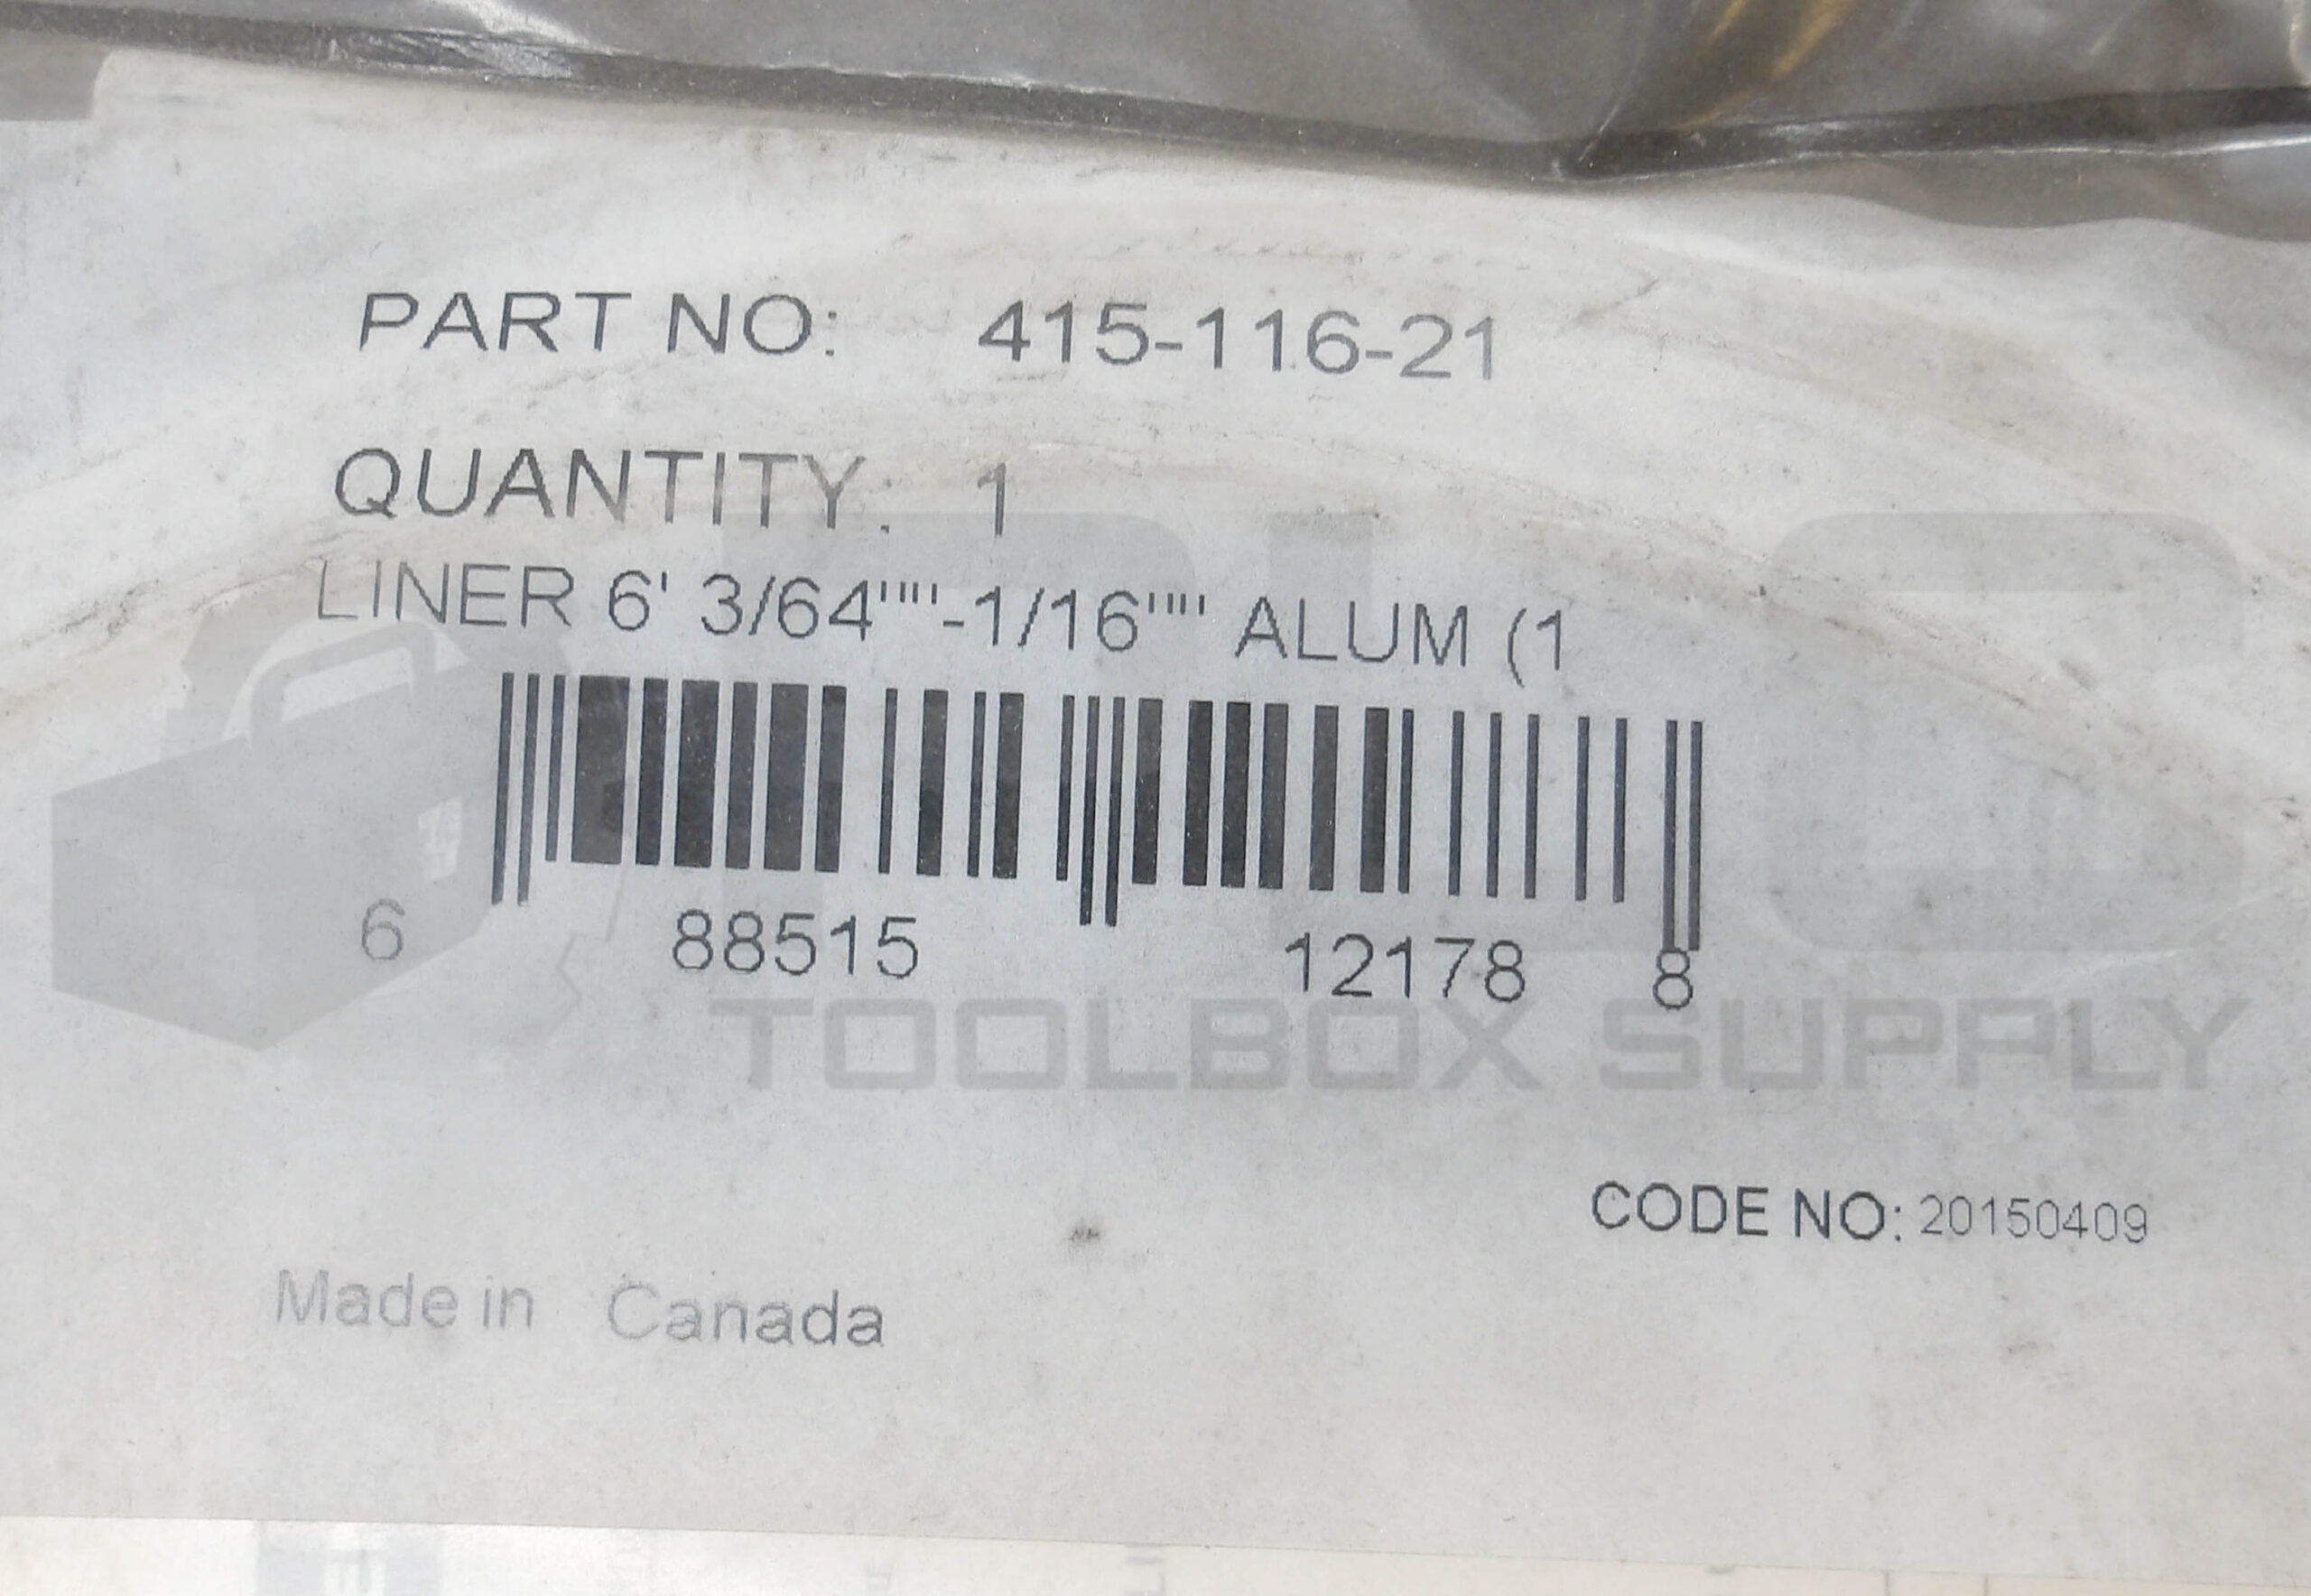 PART NO: 415-116-21
QUANTITY: 1
LINER 6' 3/64""-1/16"" ALUM (1
6 88515 12178 8
PLC
TOOLBOX SUPPLY
CODE NO: 20150409
Made in Canada